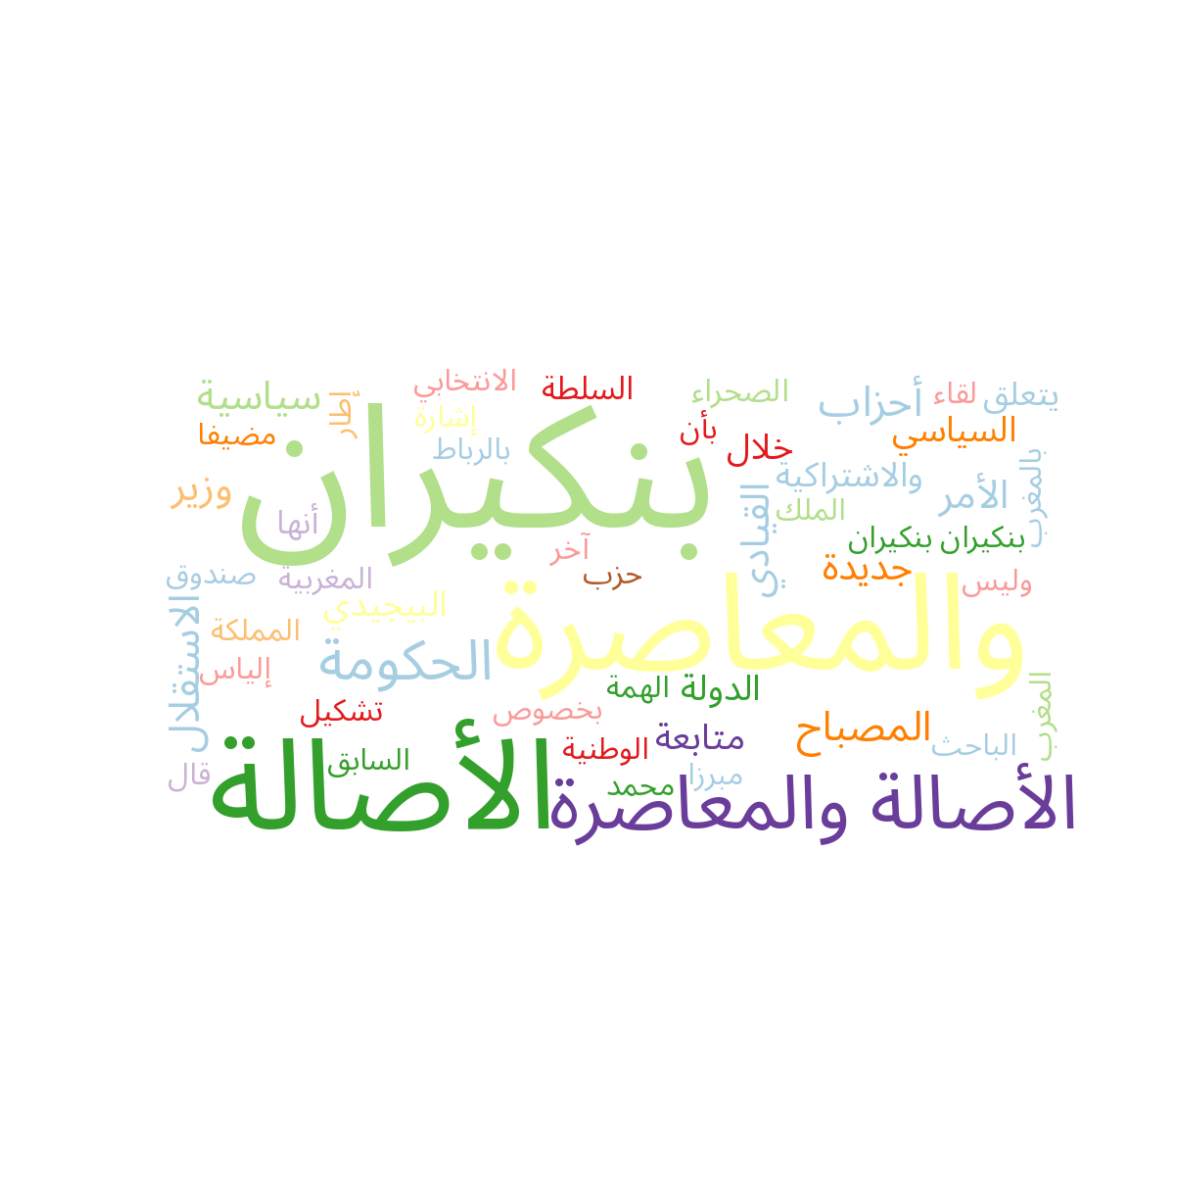 الانتخابي
السلطة
الصحراء
أحزاب
لقاء
يتعلق
سياسية
إطار
إشارة
بنكيران
بأن
خلال
السياسي
مضيفا
بالرباط
والاشتراكية
الأمر
بالمغرب
وزير
أنها
القيادي
الملك
بنكيران بنكيران
آخر
حزب
جديدة
وليس
صندوق
المغربية
البيجيدي
والمعاصرة
الاستقلال
المملكة
الحكومة
إلياس
الهمة
الدولة
المغرب
تشكيل
بخصوص
متابعة
المصباح
الباحث
الوطنية
السابق
قال
الأصالة
محمد
مبرزا
الأصالة والمعاصرة